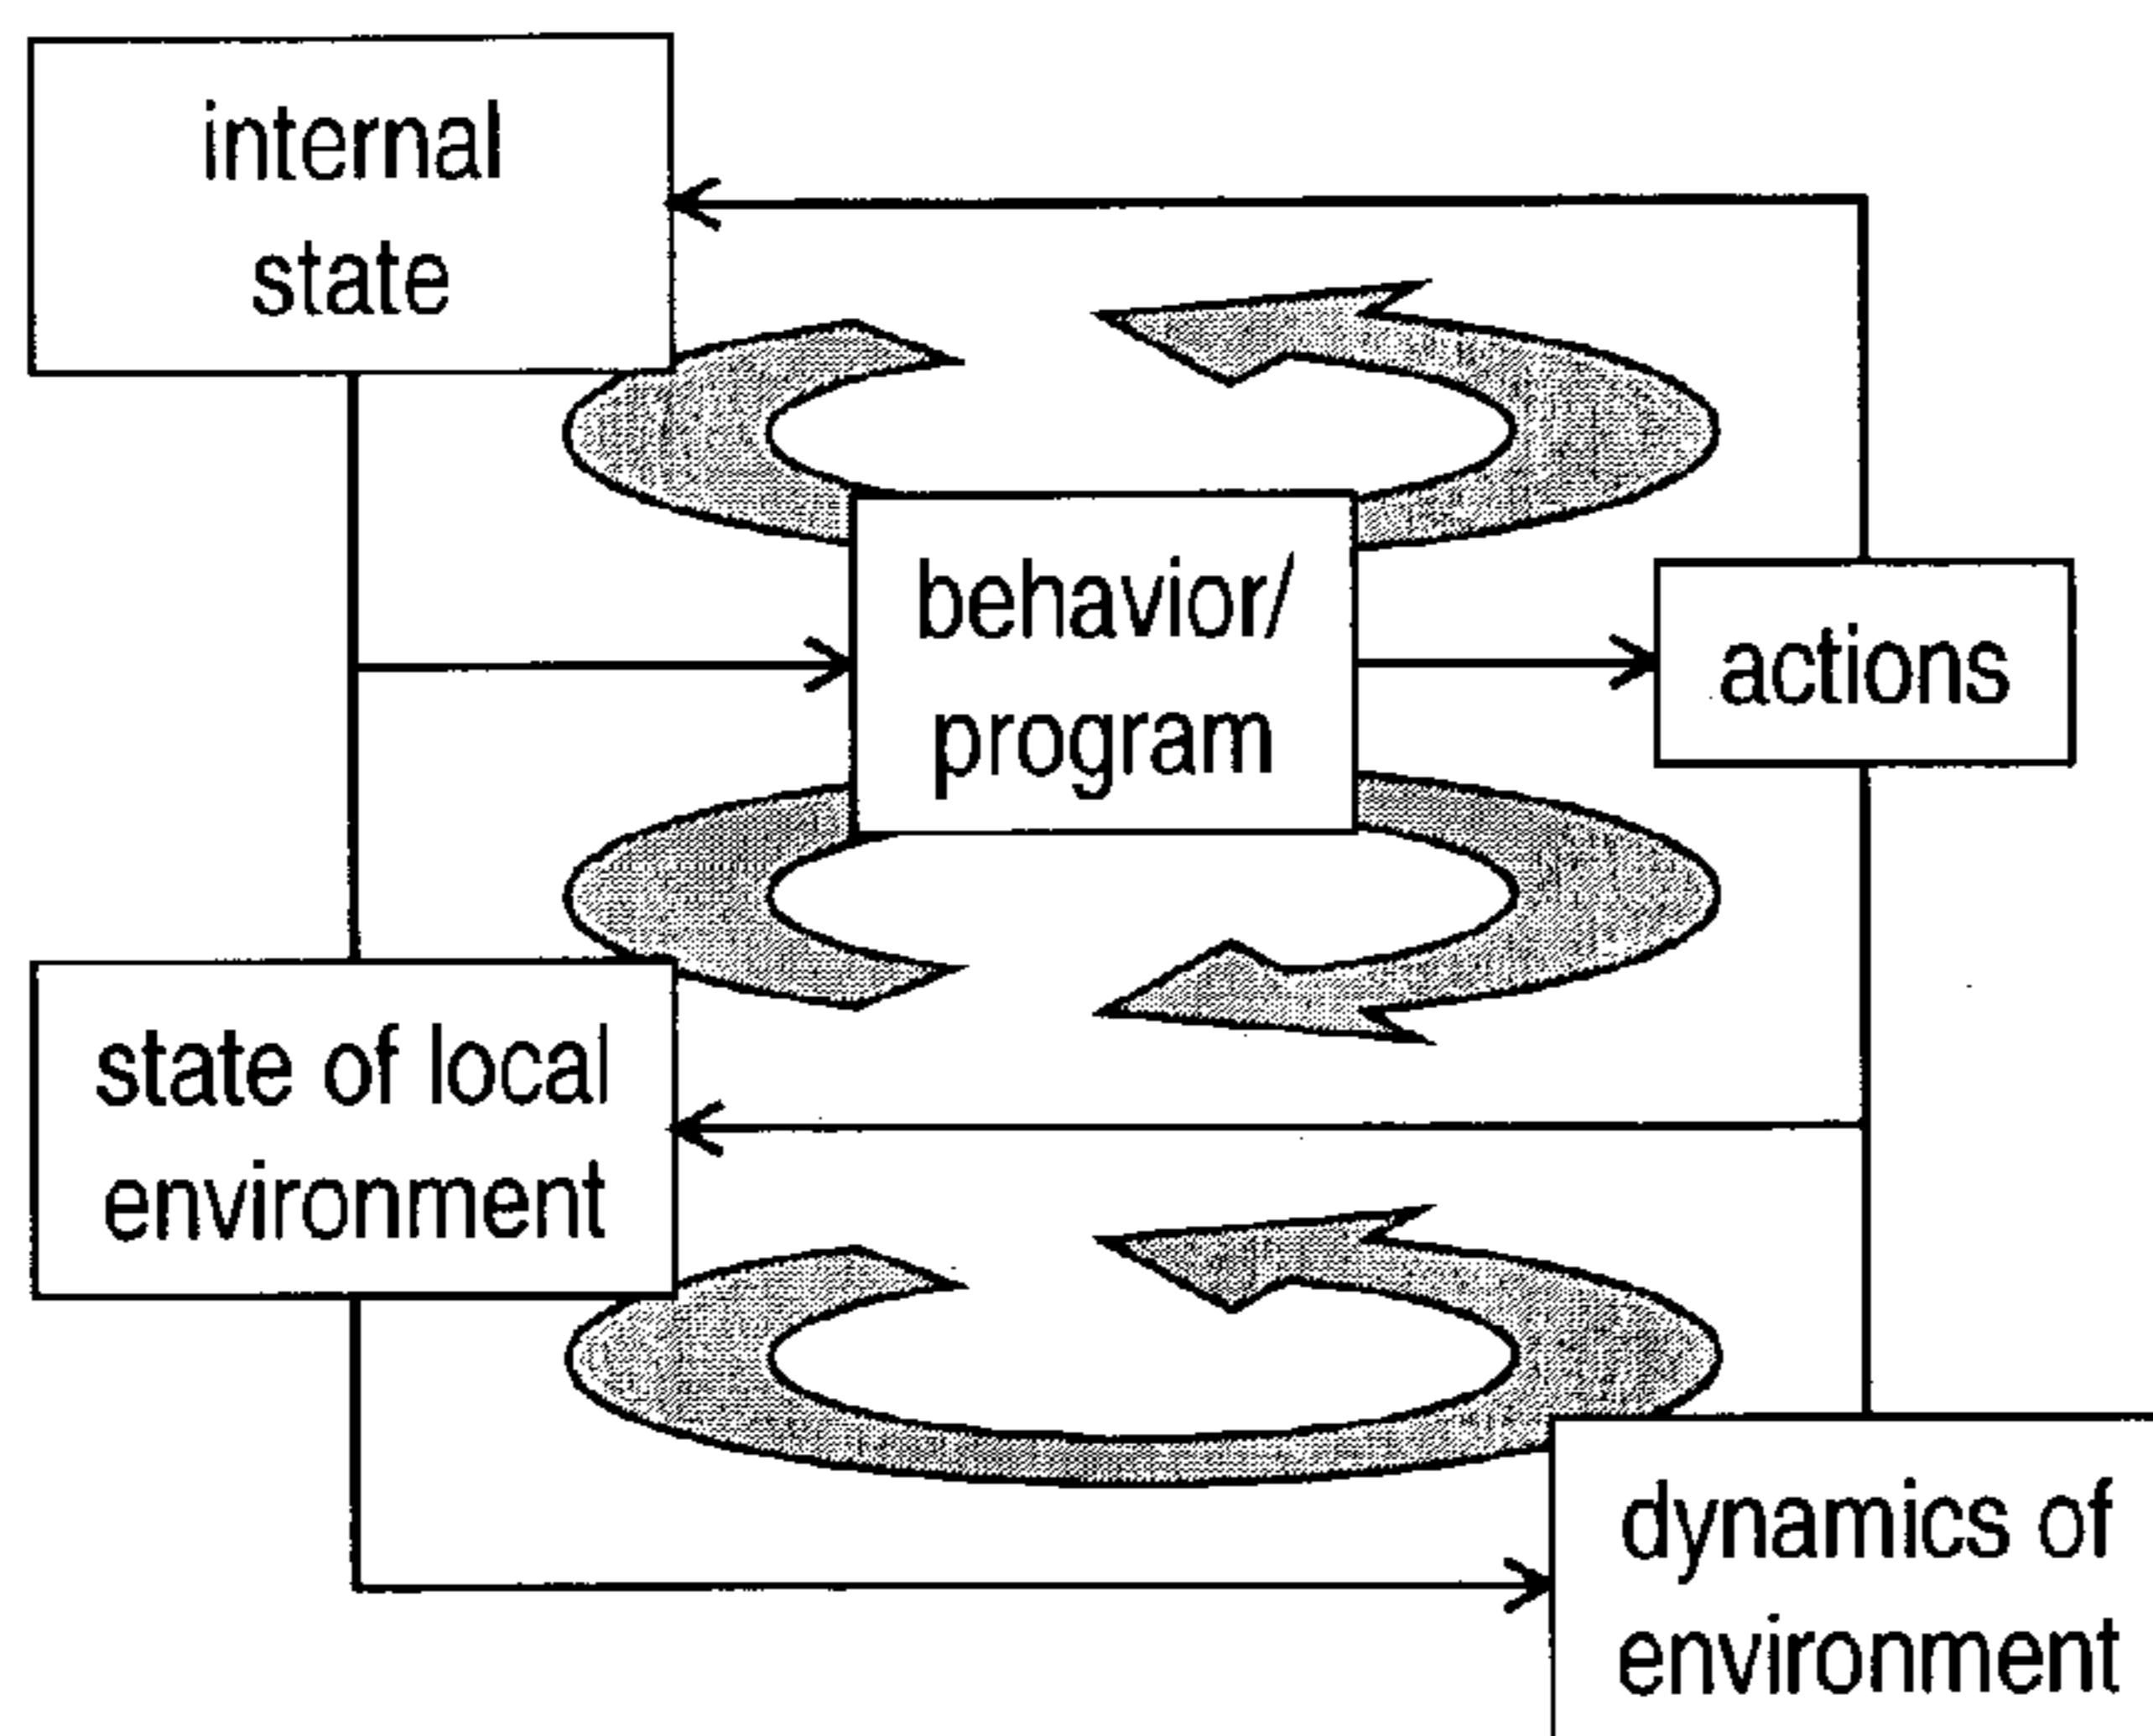 internal
state
behavior/
program
actions
state of local
environment
dynamics of
environment